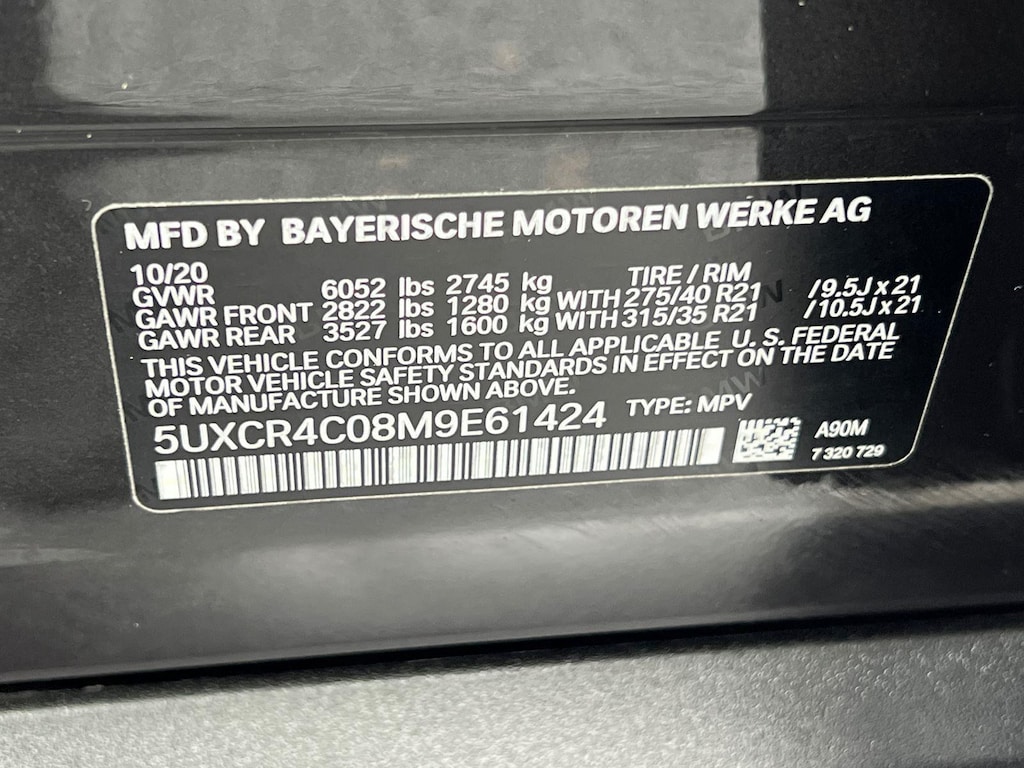 MFD BY BAYERISCHE MOTOREN WERKE AG
10/20 TIRE / RIM
GVWR 6052 lbs 2745 kg
GAWR FRONT 2822 lbs 1280 kg WITH 275/40 R21 /9.5J x 21
GAWR REAR 3527 lbs 1600 kg WITH 315/35 R21 /10.5J x 21
THIS VEHICLE CONFORMS TO ALL APPLICABLE U. S. FEDERAL
MOTOR VEHICLE SAFETY STANDARDS IN EFFECT ON THE DATE
OF MANUFACTURE SHOWN ABOVE.
5UXCR4C08M9E61424 TYPE: MPV
A90M
7 320 729